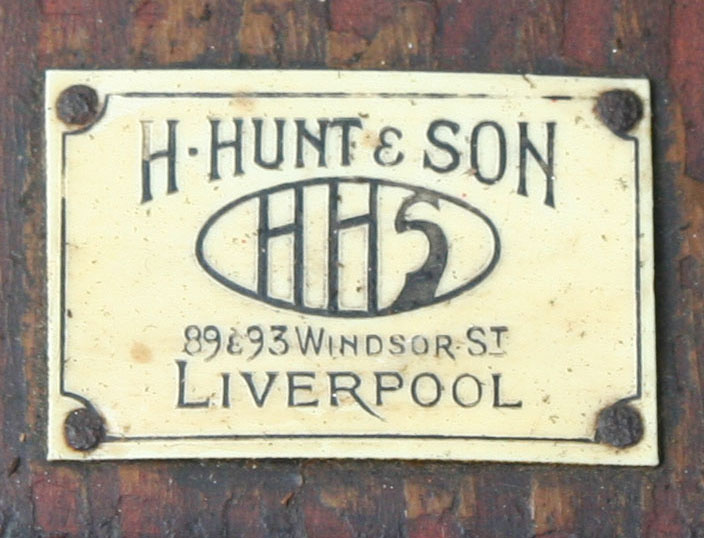 H·HUNT & SON
HHS
89 & 93 WINDSOR·ST
LIVERPOOL